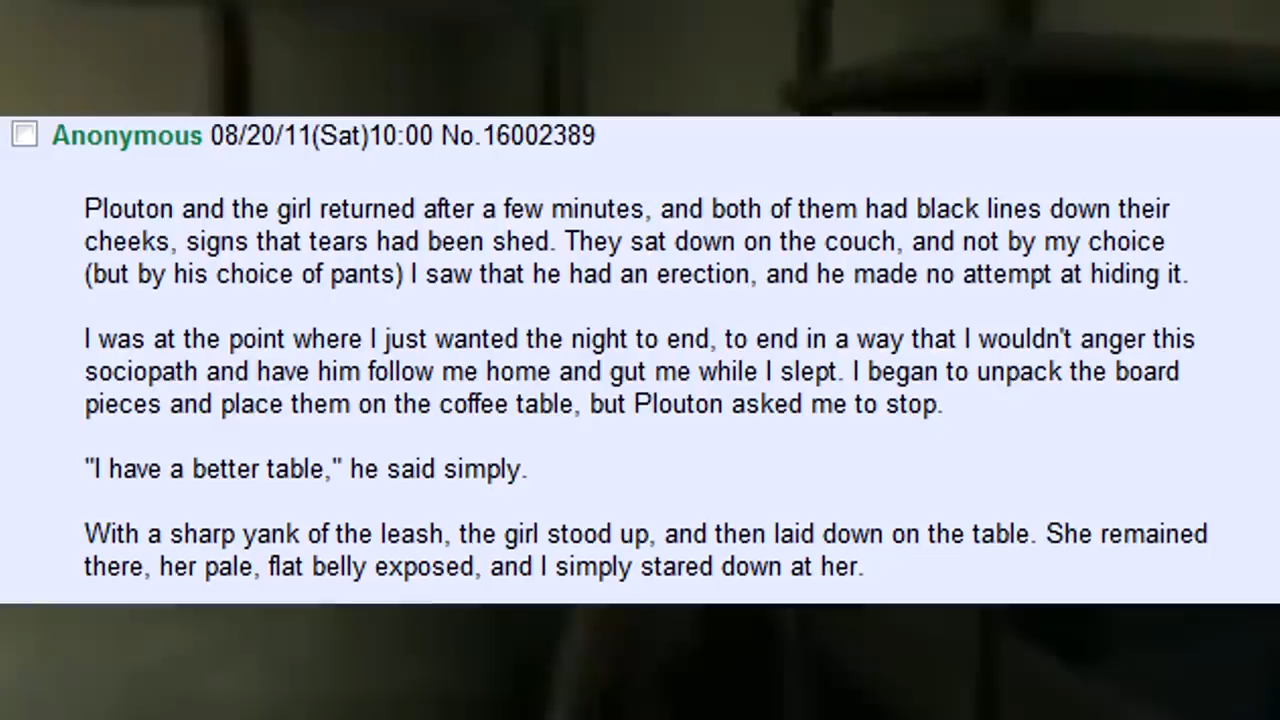 Anonymous 08/20/11(Sat)10:00 No.16002389
Plouton and the girl returned after a few minutes, and both of them had black lines down their
cheeks, signs that tears had been shed. They sat down on the couch, and not by my choice
(but by his choice of pants) I saw that he had an erection, and he made no attempt at hiding it.
I was at the point where I just wanted the night to end, to end in a way that I wouldn't anger this
sociopath and have him follow me home and gut me while I slept. I began to unpack the board
pieces and place them on the coffee table, but Plouton asked me to stop.
"I have a better table," he said simply.
With a sharp yank of the leash, the girl stood up, and then laid down on the table. She remained
there, her pale, flat belly exposed, and I simply stared down at her.